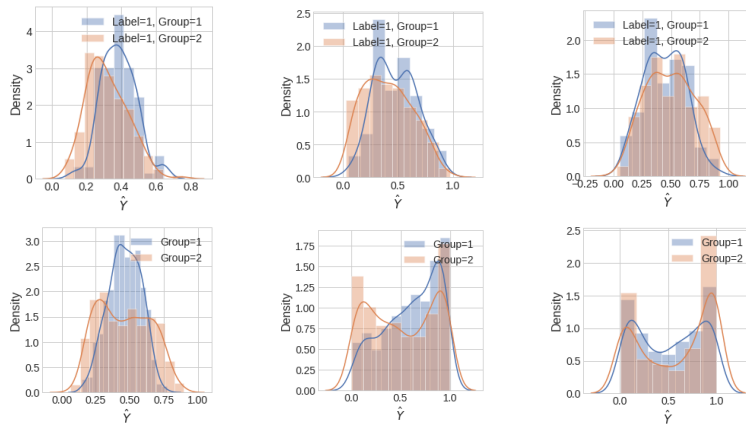 Label=1, Group=1
Label=1, Group=2
4
3
2
1
0
Density
0.0 0.2 0.4 0.6 0.8
Ŷ
Label=1, Group=1
Label=1, Group=2
2.5
2.0
1.5
1.0
0.5
0.0
Density
0.0 0.5 1.0
Ŷ
Label=1, Group=1
Label=1, Group=2
2.0
1.5
1.0
0.5
0.0
Density
−0.25 0.00 0.25 0.50 0.75 1.00
Ŷ
Group=1
Group=2
3.0
2.5
2.0
1.5
1.0
0.5
0.0
Density
0.00 0.25 0.50 0.75 1.00
Ŷ
Group=1
Group=2
1.75
1.50
1.25
1.00
0.75
0.50
0.25
0.00
Density
0.0 0.5 1.0
Ŷ
Group=1
Group=2
2.5
2.0
1.5
1.0
0.5
0.0
Density
0.0 0.5 1.0
Ŷ